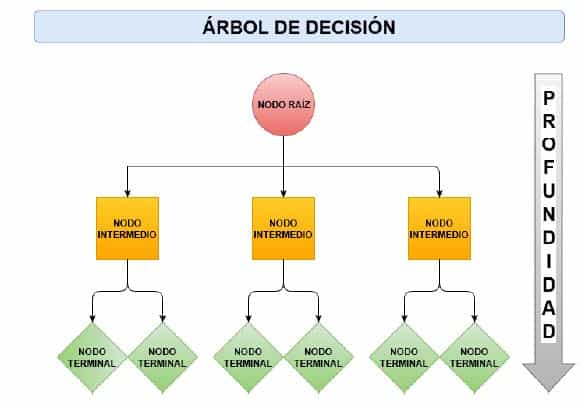 ÁRBOL DE DECISIÓN
NODO RAÍZ
NODO
INTERMEDIO
NODO
INTERMEDIO
NODO
INTERMEDIO
NODO
TERMINAL
NODO
TERMINAL
NODO
TERMINAL
NODO
TERMINAL
NODO
TERMINAL
NODO
TERMINAL
PROFUNDIDAD